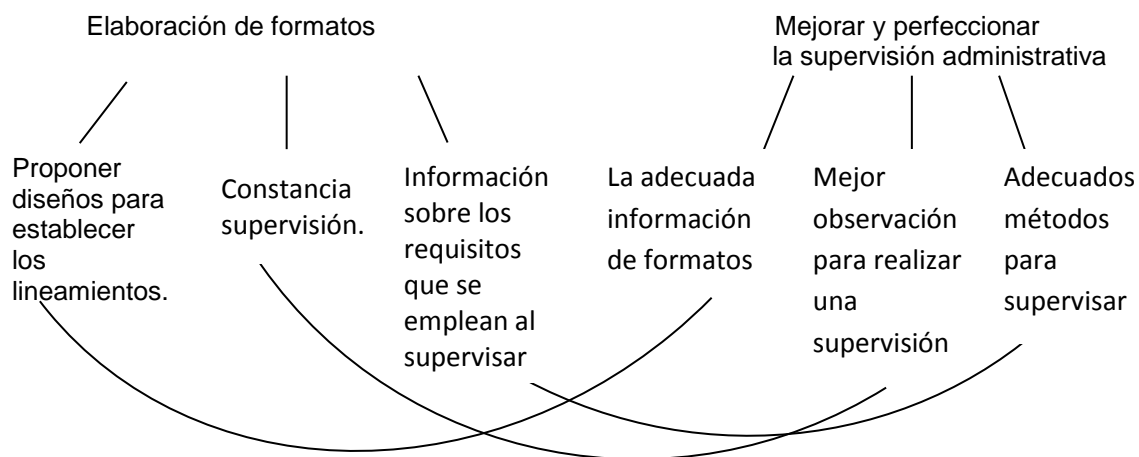 Elaboración de formatos
Mejorar y perfeccionar
la supervisión administrativa
Proponer
diseños para
establecer
los
lineamientos.
Constancia
supervisión.
Información
sobre los
requisitos
que se
emplean al
supervisar
La adecuada
información
de formatos
Mejor
observación
para realizar
una
supervisión
Adecuados
métodos
para
supervisar